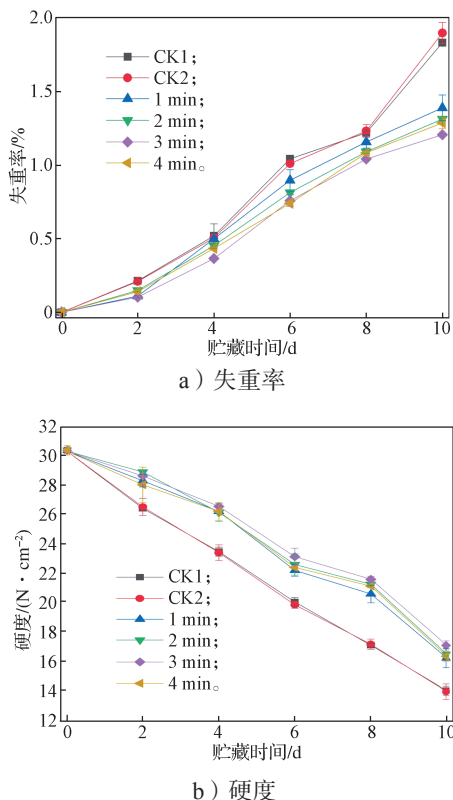 2.0
1.5
1.0
0.5
0
失重率/%
CK1；
CK2；
1 min；
2 min；
3 min；
4 min。
0 2 4 6 8 10
贮藏时间/d
a）失重率
32
30
28
26
24
22
20
18
16
14
12
硬度/(N·cm⁻²)
CK1；
CK2；
1 min；
2 min；
3 min；
4 min。
0 2 4 6 8 10
贮藏时间/d
b）硬度